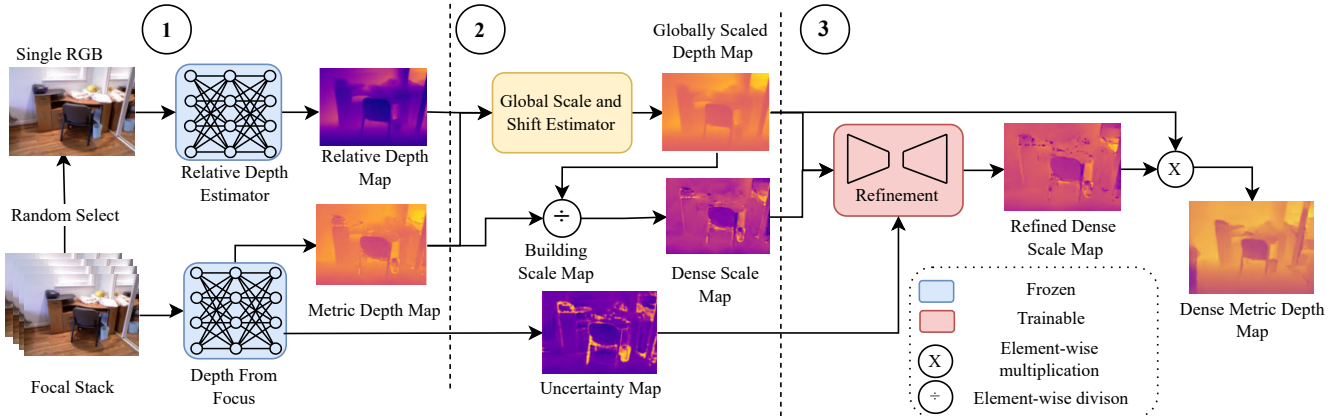 1
2
3
Single RGB
Relative Depth
Estimator
Relative Depth
Map
Random Select
Focal Stack
Depth From
Focus
Metric Depth Map
Global Scale and
Shift Estimator
Globally Scaled
Depth Map
÷
Building
Scale Map
Dense Scale
Map
Uncertainty Map
Refinement
Refined Dense
Scale Map
X
Dense Metric Depth
Map
Frozen
Trainable
X
Element-wise
multiplication
÷
Element-wise divison